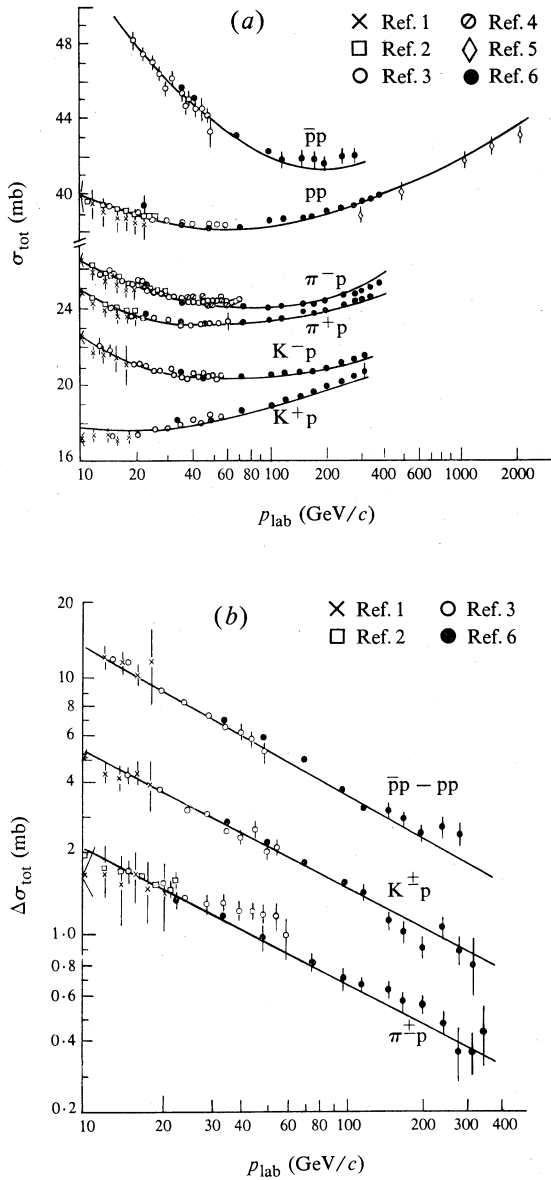 (a)
× Ref. 1
□ Ref. 2
○ Ref. 3
⊘ Ref. 4
◊ Ref. 5
● Ref. 6
48
44
40
24
20
16
σtot (mb)
p̄p
pp
π⁻p
π⁺p
K⁻p
K⁺p
10 20 40 60 80 100 200 400 600 1000 2000
plab (GeV/c)
(b)
× Ref. 1
□ Ref. 2
○ Ref. 3
● Ref. 6
20
10
8
6
4
2
1·0
0·8
0·6
0·4
0·2
Δσtot (mb)
p̄p − pp
K±p
π±p
10 20 30 40 60 100 200 300 400
plab (GeV/c)